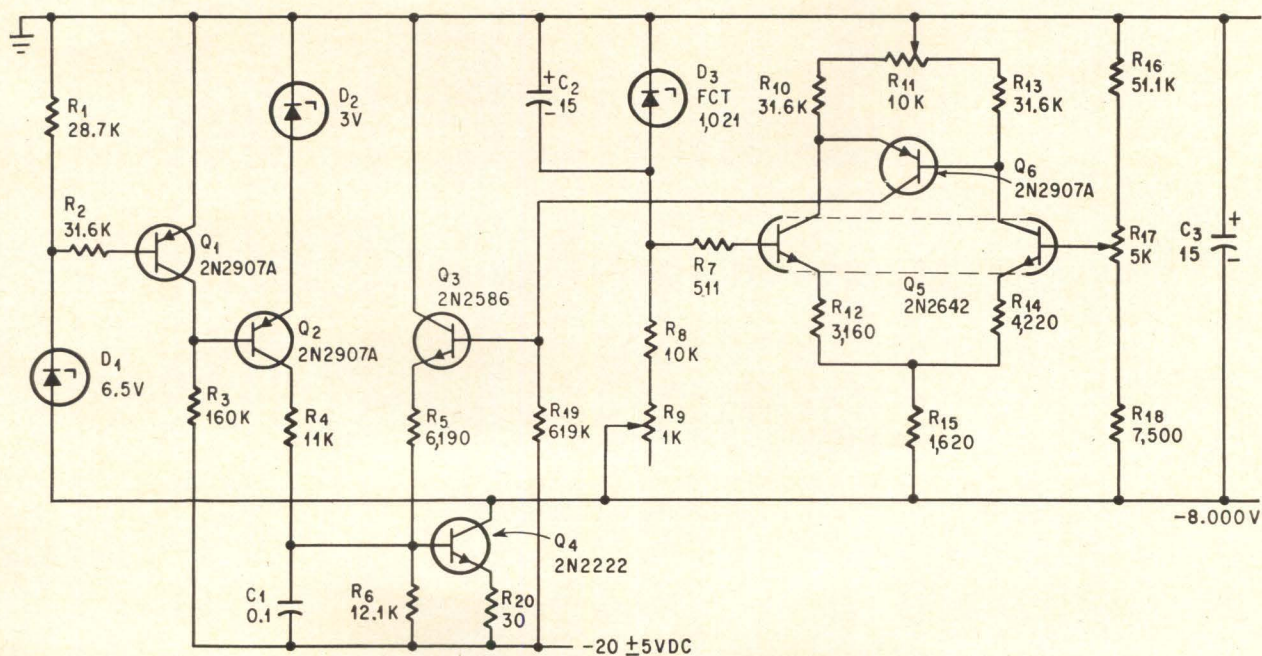 R1
28.7K
R2
31.6K
Q1
2N2907A
D1
6.5V
R3
160K
D2
3V
Q2
2N2907A
R4
11K
C1
0.1
Q3
2N2586
R5
6,190
R6
12.1K
+ C2
- 15
R19
619K
Q4
2N2222
R20
30
-20 ±5VDC
D3
FCT
1,021
R7
511
R8
10K
R9
1K
R10
31.6K
R11
10K
R13
31.6K
Q6
2N2907A
Q5
2N2642
R12
3,160
R14
4,220
R15
1,620
R16
51.1K
R17
5K
R18
7,500
C3 +
15 -
-8.000V